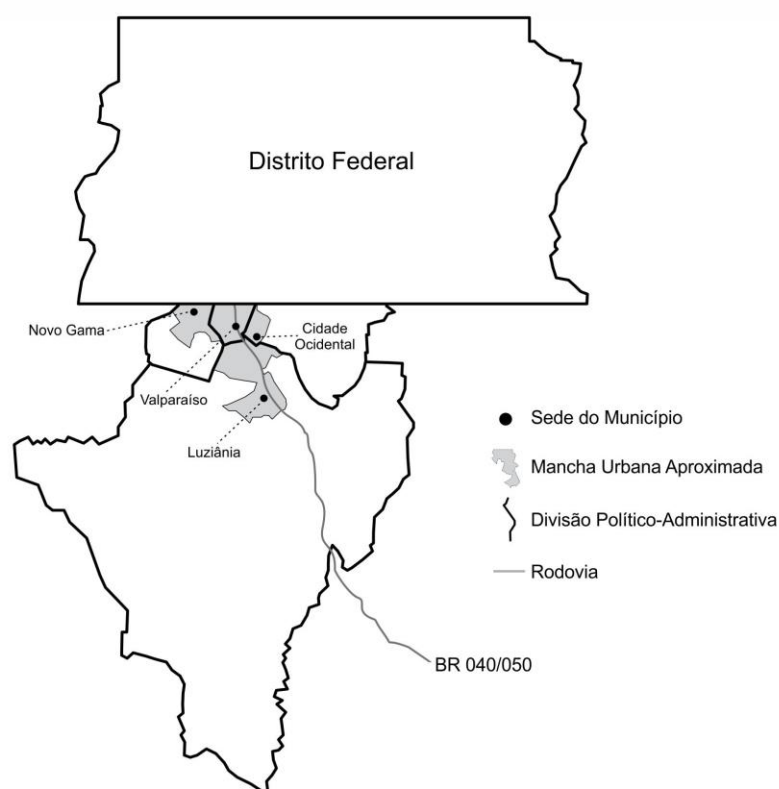 Distrito Federal
Novo Gama
Cidade
Ocidental
Valparaíso
Luziânia
Sede do Município
Mancha Urbana Aproximada
Divisão Político-Administrativa
Rodovia
BR 040/050